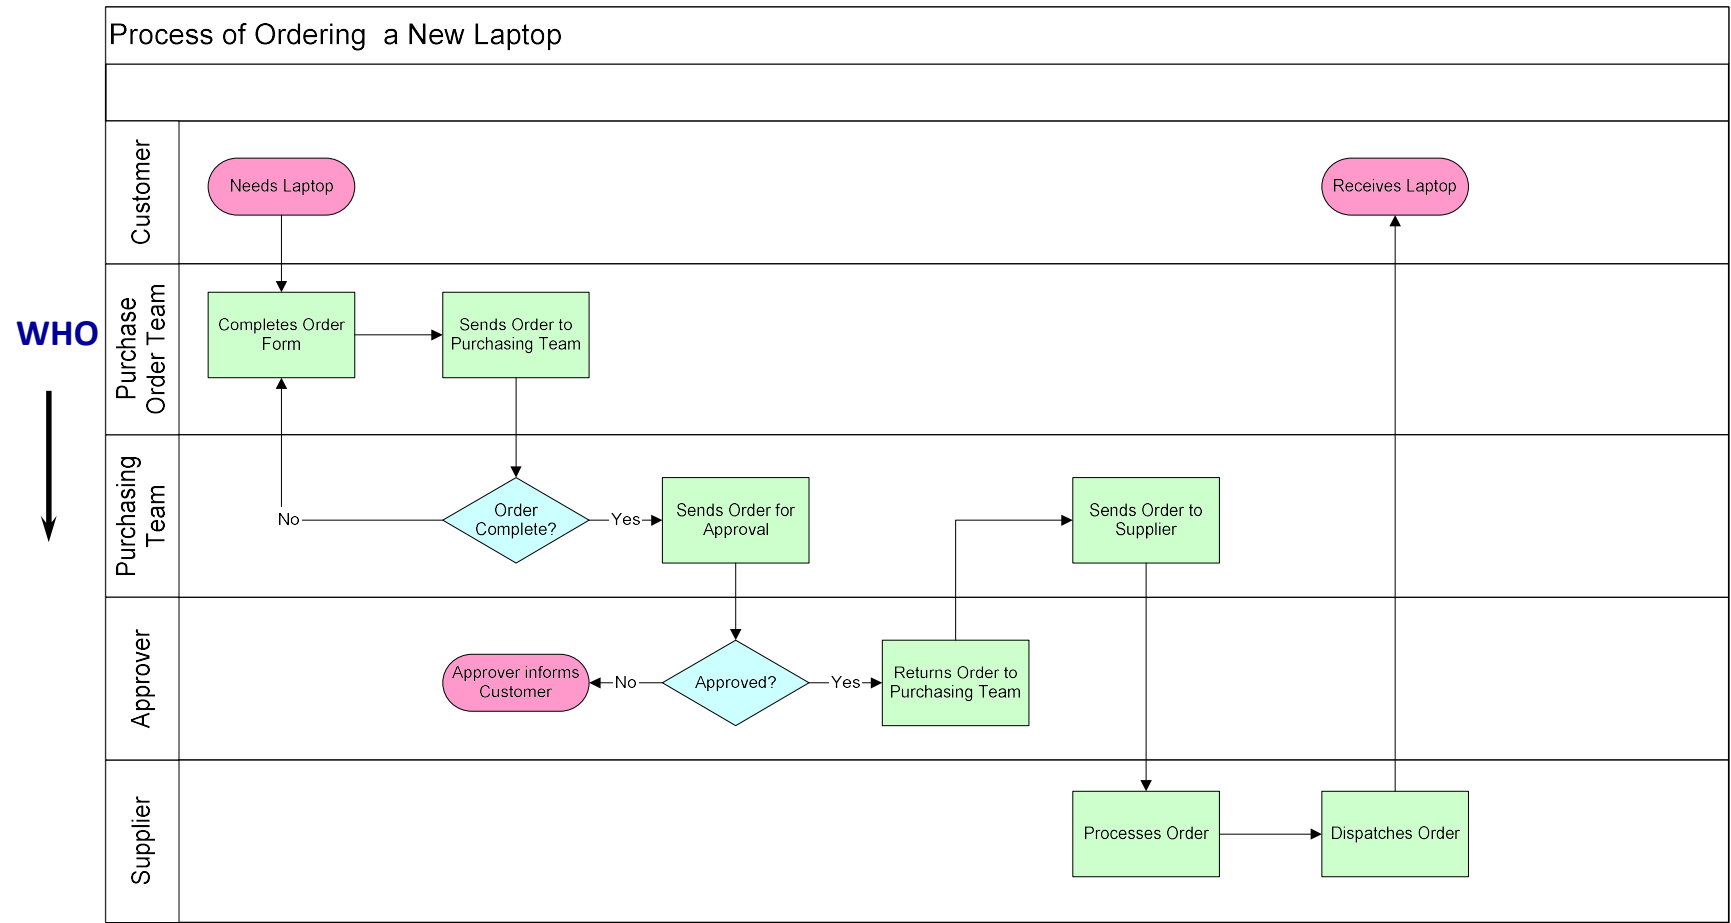 Process of Ordering  a New Laptop
Customer
Needs Laptop
Receives Laptop
WHO
Purchase
Order Team
Completes Order
Form
Sends Order to
Purchasing Team
Purchasing
Team
No
Order
Complete?
Yes
Sends Order for
Approval
Sends Order to
Supplier
Approver
Approver informs
Customer
No
Approved?
Yes
Returns Order to
Purchasing Team
Supplier
Processes Order
Dispatches Order